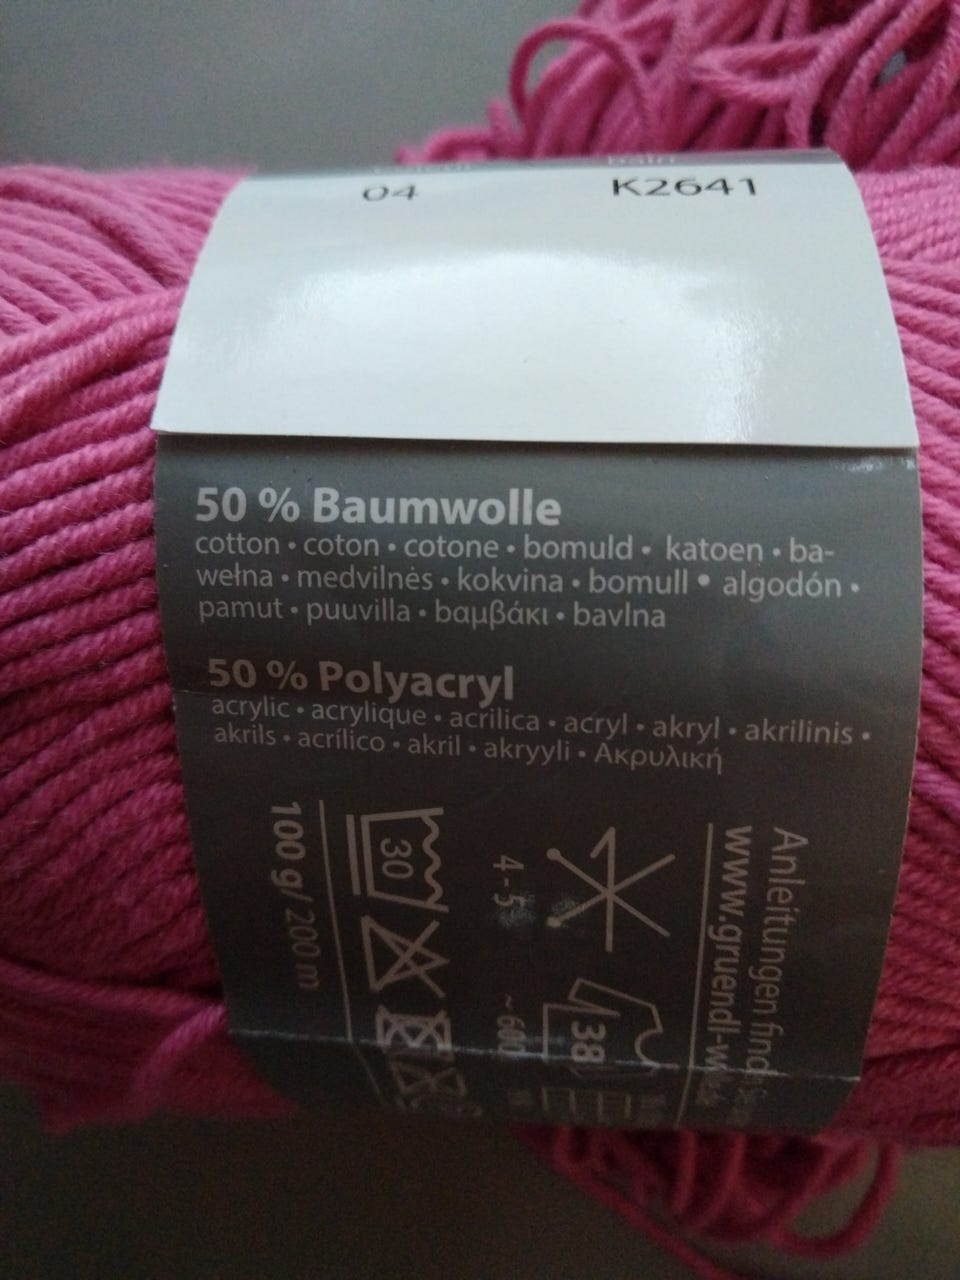 04 K2641
50 % Baumwolle
cotton • coton • cotone • bomuld • katoen • ba-
wełna • medvilnės • kokvina • bomull • algodón •
pamut • puuvilla • βαμβάκι • bavlna
50 % Polyacryl
acrylic • acrylique • acrilica • acryl • akryl • akrilinis •
akrils • acrílico • akril • akryyli • Ακρυλική
100 g/ 200 m
30
4 - 5
~ 600
38
Anleitungen
www.gruendl-